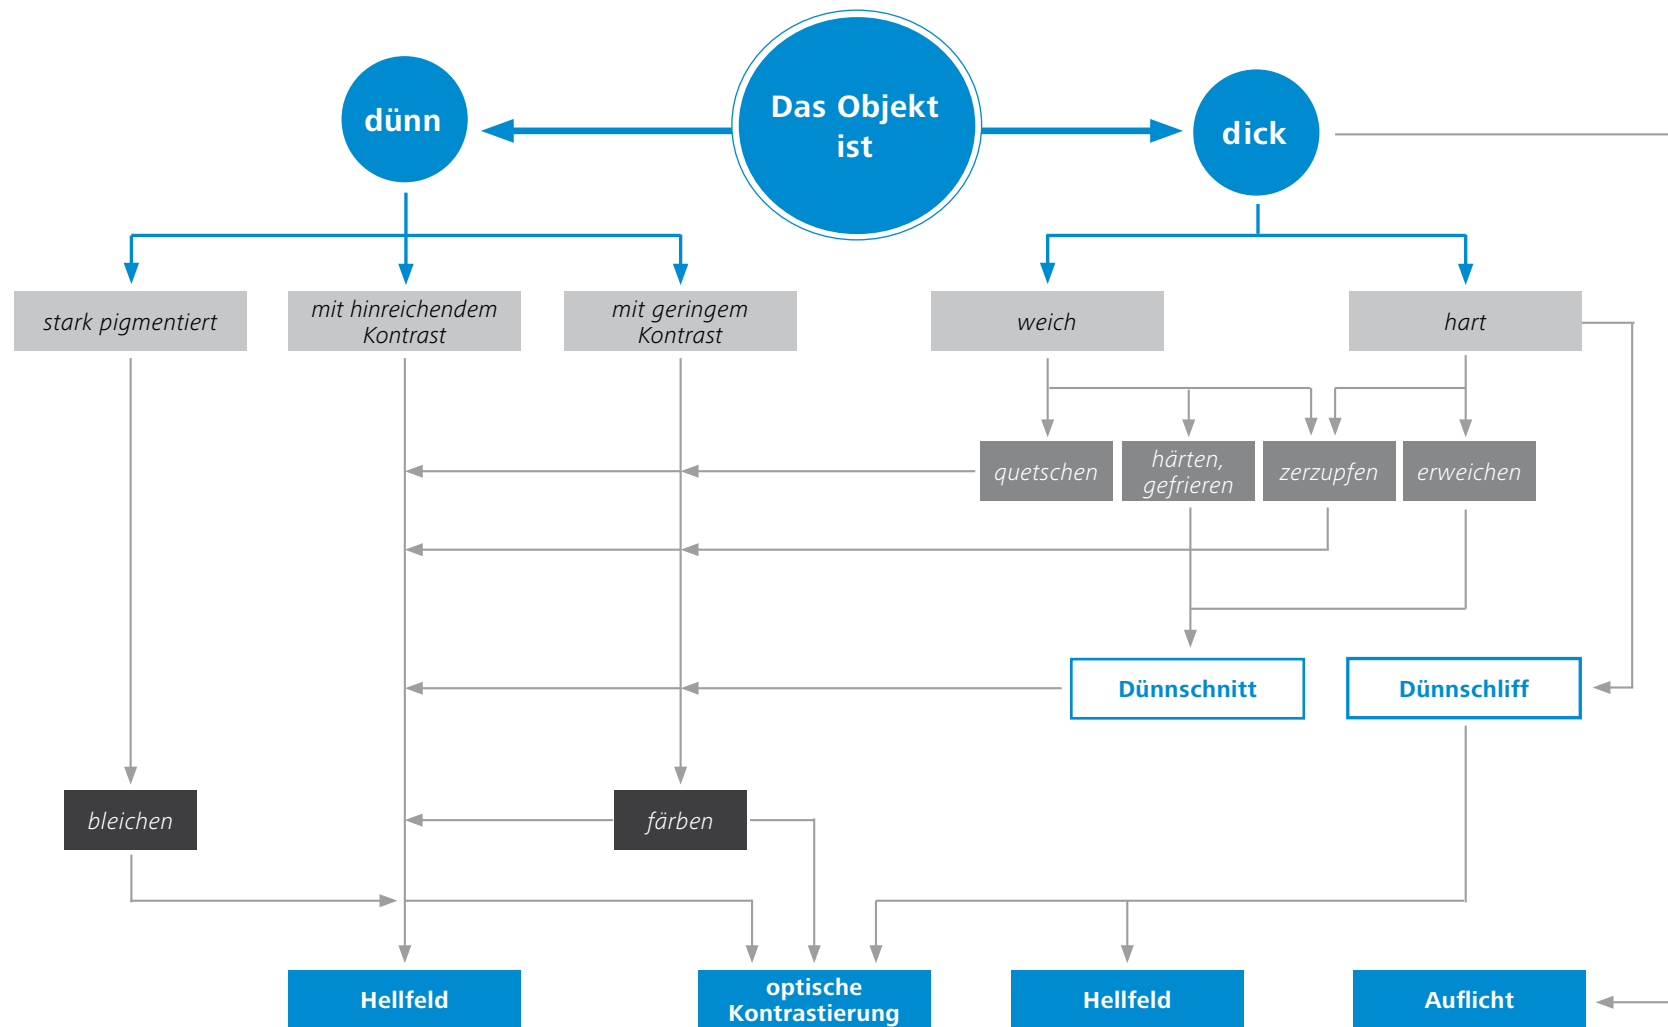 Das Objekt
ist
dünn
dick
stark pigmentiert
mit hinreichendem
Kontrast
mit geringem
Kontrast
weich
hart
quetschen
härten,
gefrieren
zerzupfen
erweichen
Dünnschnitt
Dünnschliff
bleichen
färben
Hellfeld
optische
Kontrastierung
Hellfeld
Auflicht